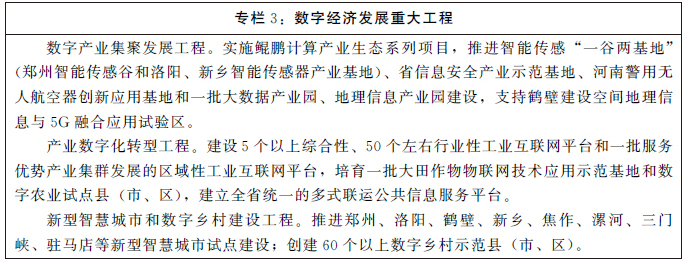 专栏 3：数字经济发展重大工程
数字产业集聚发展工程。实施鲲鹏计算产业生态系列项目，推进智能传感“一谷两基地”
(郑州智能传感谷和洛阳、新乡智能传感器产业基地)、省信息安全产业示范基地、河南警用无
人航空器创新应用基地和一批大数据产业园、地理信息产业园建设，支持鹤壁建设空间地理信
息与 5G 融合应用试验区。
产业数字化转型工程。建设 5 个以上综合性、50 个左右行业性工业互联网平台和一批服务
优势产业集群发展的区域性工业互联网平台，培育一批大田作物物联网技术应用示范基地和数
字农业试点县（市、区），建立全省统一的多式联运公共信息服务平台。
新型智慧城市和数字乡村建设工程。推进郑州、洛阳、鹤壁、新乡、焦作、漯河、三门
峡、驻马店等新型智慧城市试点建设；创建 60 个以上数字乡村示范县（市、区）。